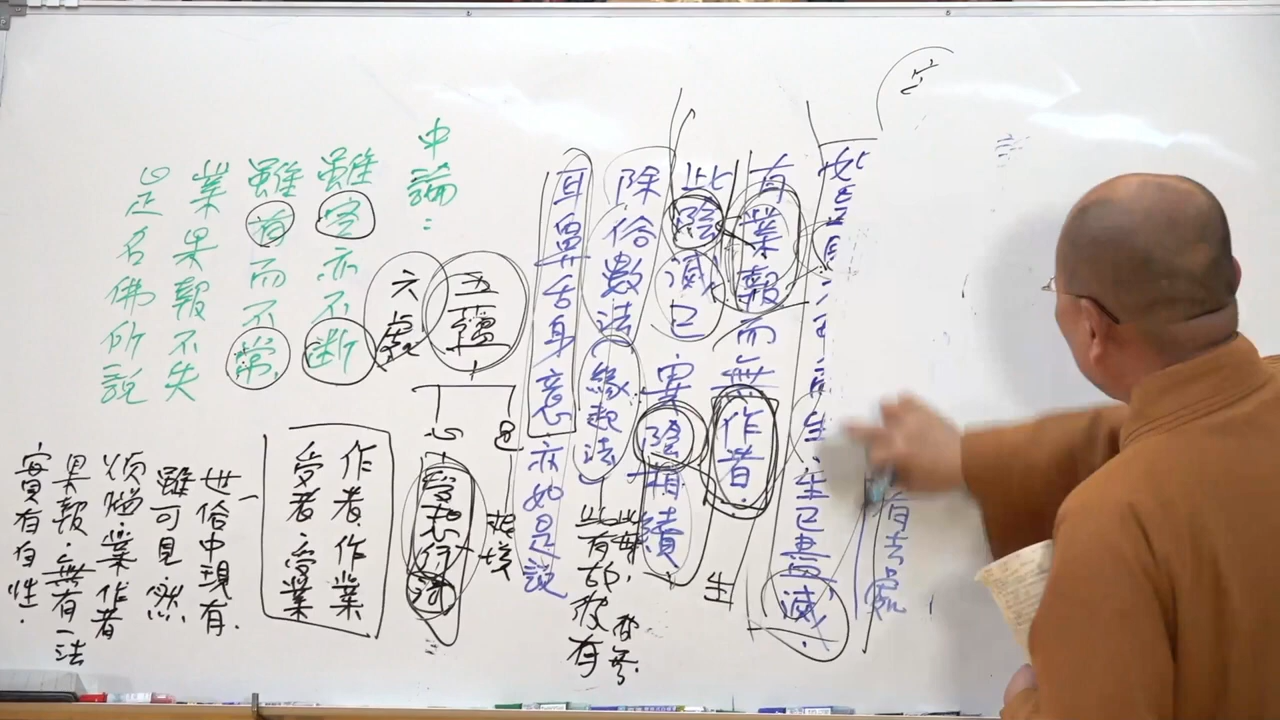 生.生已盡滅.
有業報而無作者.
此陰滅已 異陰相續
生
除俗數法(緣起法)
此有故彼有
耳鼻舌身意亦如是說
五蘊
六處
色
心
受想行識
根境
中論：
雖空亦不斷
雖有而不常
業果報不失
是名佛所說
作者.作業
受者.受業
世俗中現有.
雖可見.然
煩惱.業.作者
果報.無有一法
實有自性.